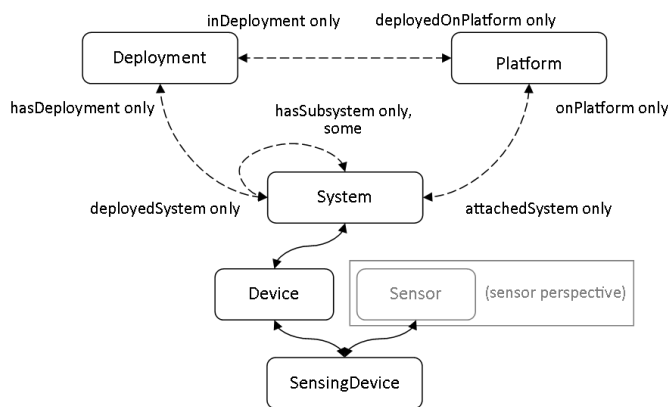 inDeployment only
deployedOnPlatform only
Deployment
Platform
hasDeployment only
hasSubsystem only,
some
onPlatform only
System
deployedSystem only
attachedSystem only
Device
Sensor
(sensor perspective)
SensingDevice